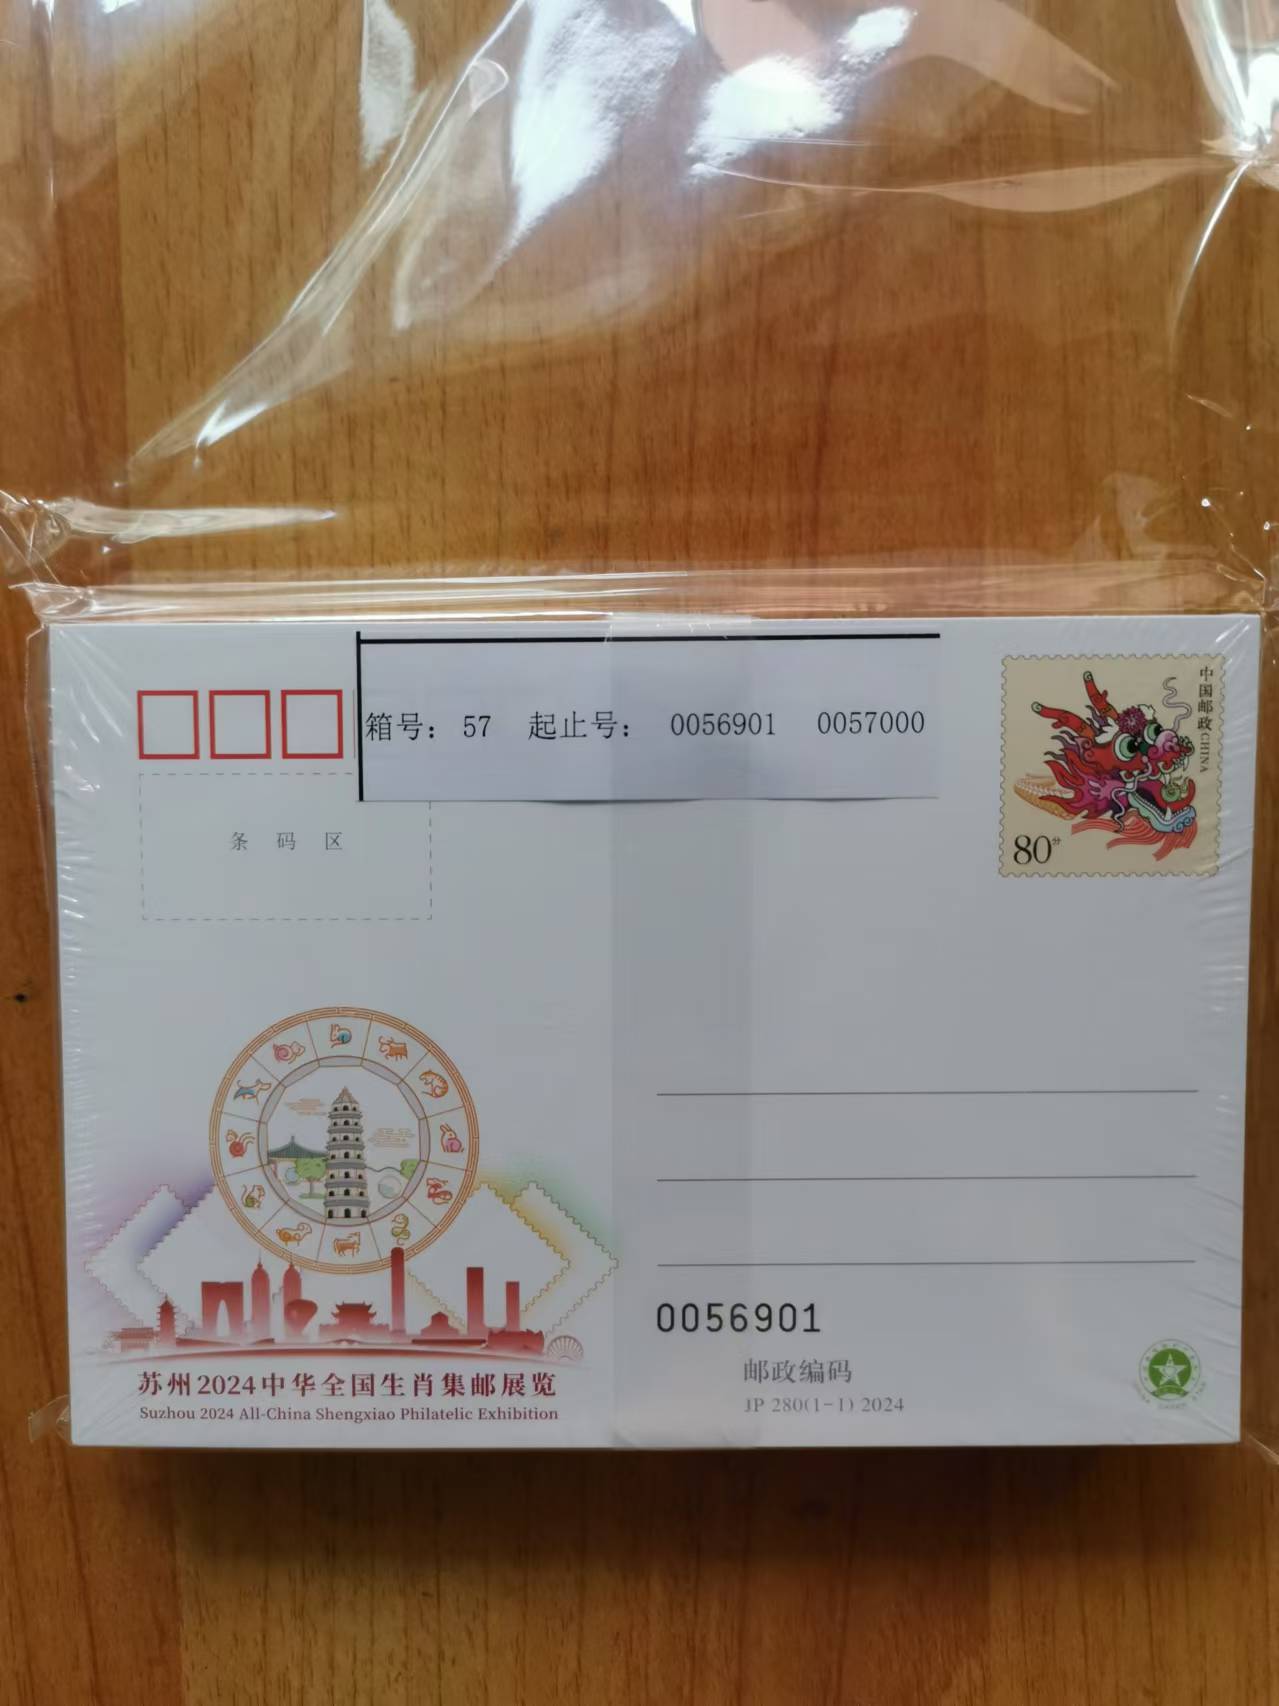 箱号： 57 起止号： 0056901 0057000
中国邮政 CHINA
80分
条码区
0056901
邮政编码
JP 280(1-1) 2024
苏州2024中华全国生肖集邮展览
Suzhou 2024 All-China Shengxiao Philatelic Exhibition